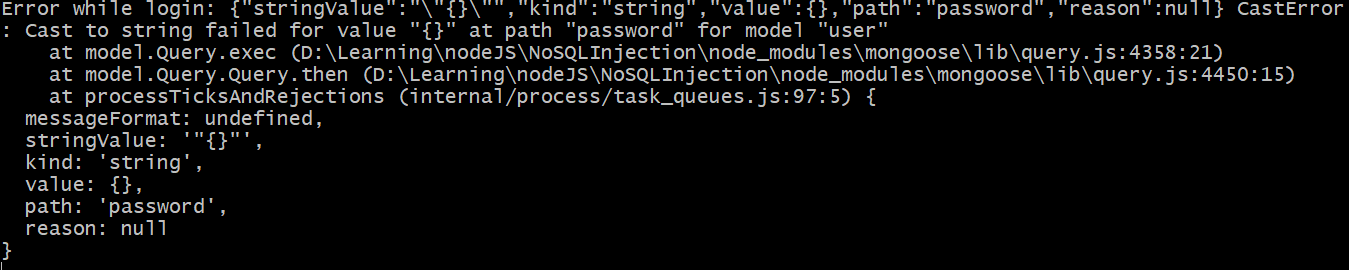 Error while login: {"stringValue":"\"{}\"","kind":"string","value":{},"path":"password","reason":null} CastError
: Cast to string failed for value "{}" at path "password" for model "user"
    at model.Query.exec (D:\Learning\nodeJS\NoSQLInjection\node_modules\mongoose\lib\query.js:4358:21)
    at model.Query.Query.then (D:\Learning\nodeJS\NoSQLInjection\node_modules\mongoose\lib\query.js:4450:15)
    at processTicksAndRejections (internal/process/task_queues.js:97:5) {
  messageFormat: undefined,
  stringValue: '"{}"',
  kind: 'string',
  value: {},
  path: 'password',
  reason: null
}